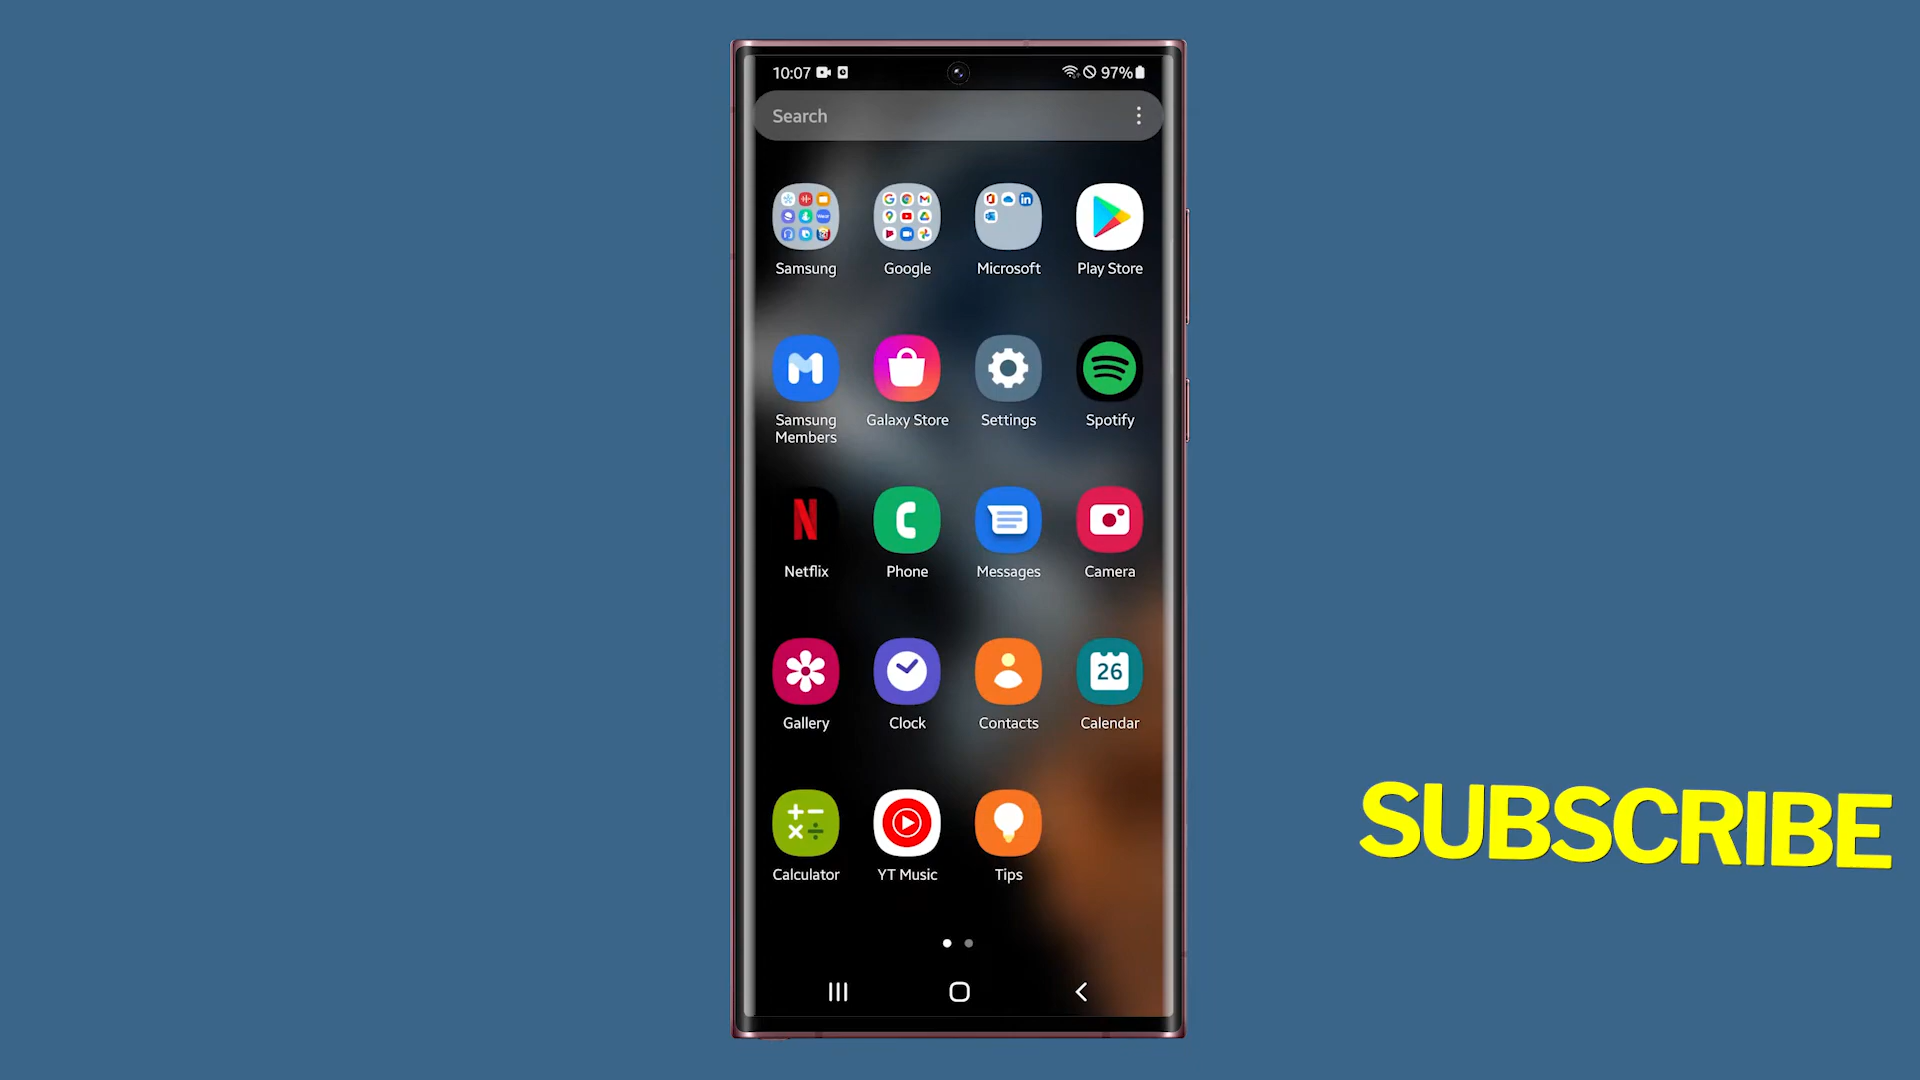 10:07
97%
Search
Samsung
Google
Microsoft
Play Store
Samsung
Members
Galaxy Store
Settings
Spotify
Netflix
Phone
Messages
Camera
Gallery
Clock
26
Contacts
Calendar
Calculator
YT Music
Tips
SUBSCRIBE